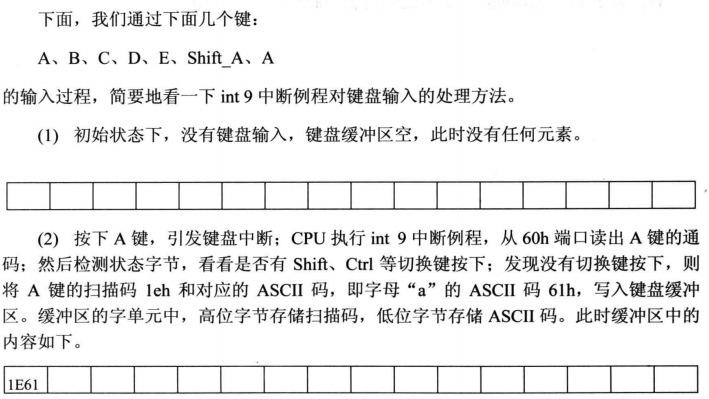 下面，我们通过下面几个键：
A、B、C、D、E、Shift_A、A
的输入过程，简要地看一下 int 9 中断例程对键盘输入的处理方法。
(1) 初始状态下，没有键盘输入，键盘缓冲区空，此时没有任何元素。
(2) 按下 A 键，引发键盘中断；CPU 执行 int 9 中断例程，从 60h 端口读出 A 键的通
码；然后检测状态字节，看看是否有 Shift、Ctrl 等切换键按下；发现没有切换键按下，则
将 A 键的扫描码 1eh 和对应的 ASCII 码，即字母“a”的 ASCII 码 61h，写入键盘缓冲
区。缓冲区的字单元中，高位字节存储扫描码，低位字节存储 ASCII 码。此时缓冲区中的
内容如下。
1E61